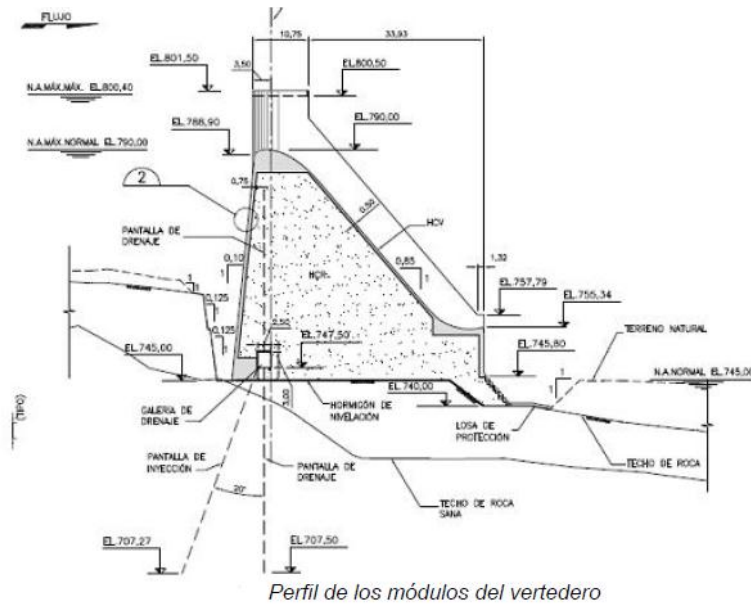 FLUJO
10,75
33,93
EL.801,50
3,50
EL.800,50
N.A.MÁX.MÁX. EL.800,40
EL.788,90
EL.790,00
N.A.MÁX.NORMAL EL.790,00
2
0,75
PANTALLA DE
DRENAJE
0,50
HCV
1,32
0,10
1
HCR
0,85
1
EL.757,79
EL.755,34
1
1
0,125
1
0,125
1
2,50
EL.747,50
TERRENO NATURAL
EL.745,00
EL.745,80
N.A.NORMAL EL.745,00
1
1
3,00
EL.740,00
GALERÍA DE
DRENAJE
HORMIGÓN DE
NIVELACIÓN
LOSA DE
PROTECCIÓN
PANTALLA DE
INYECCIÓN
PANTALLA DE
DRENAJE
TECHO DE ROCA
20°
TECHO DE ROCA
SANA
EL.707,27
EL.707,50
Perfil de los módulos del vertedero